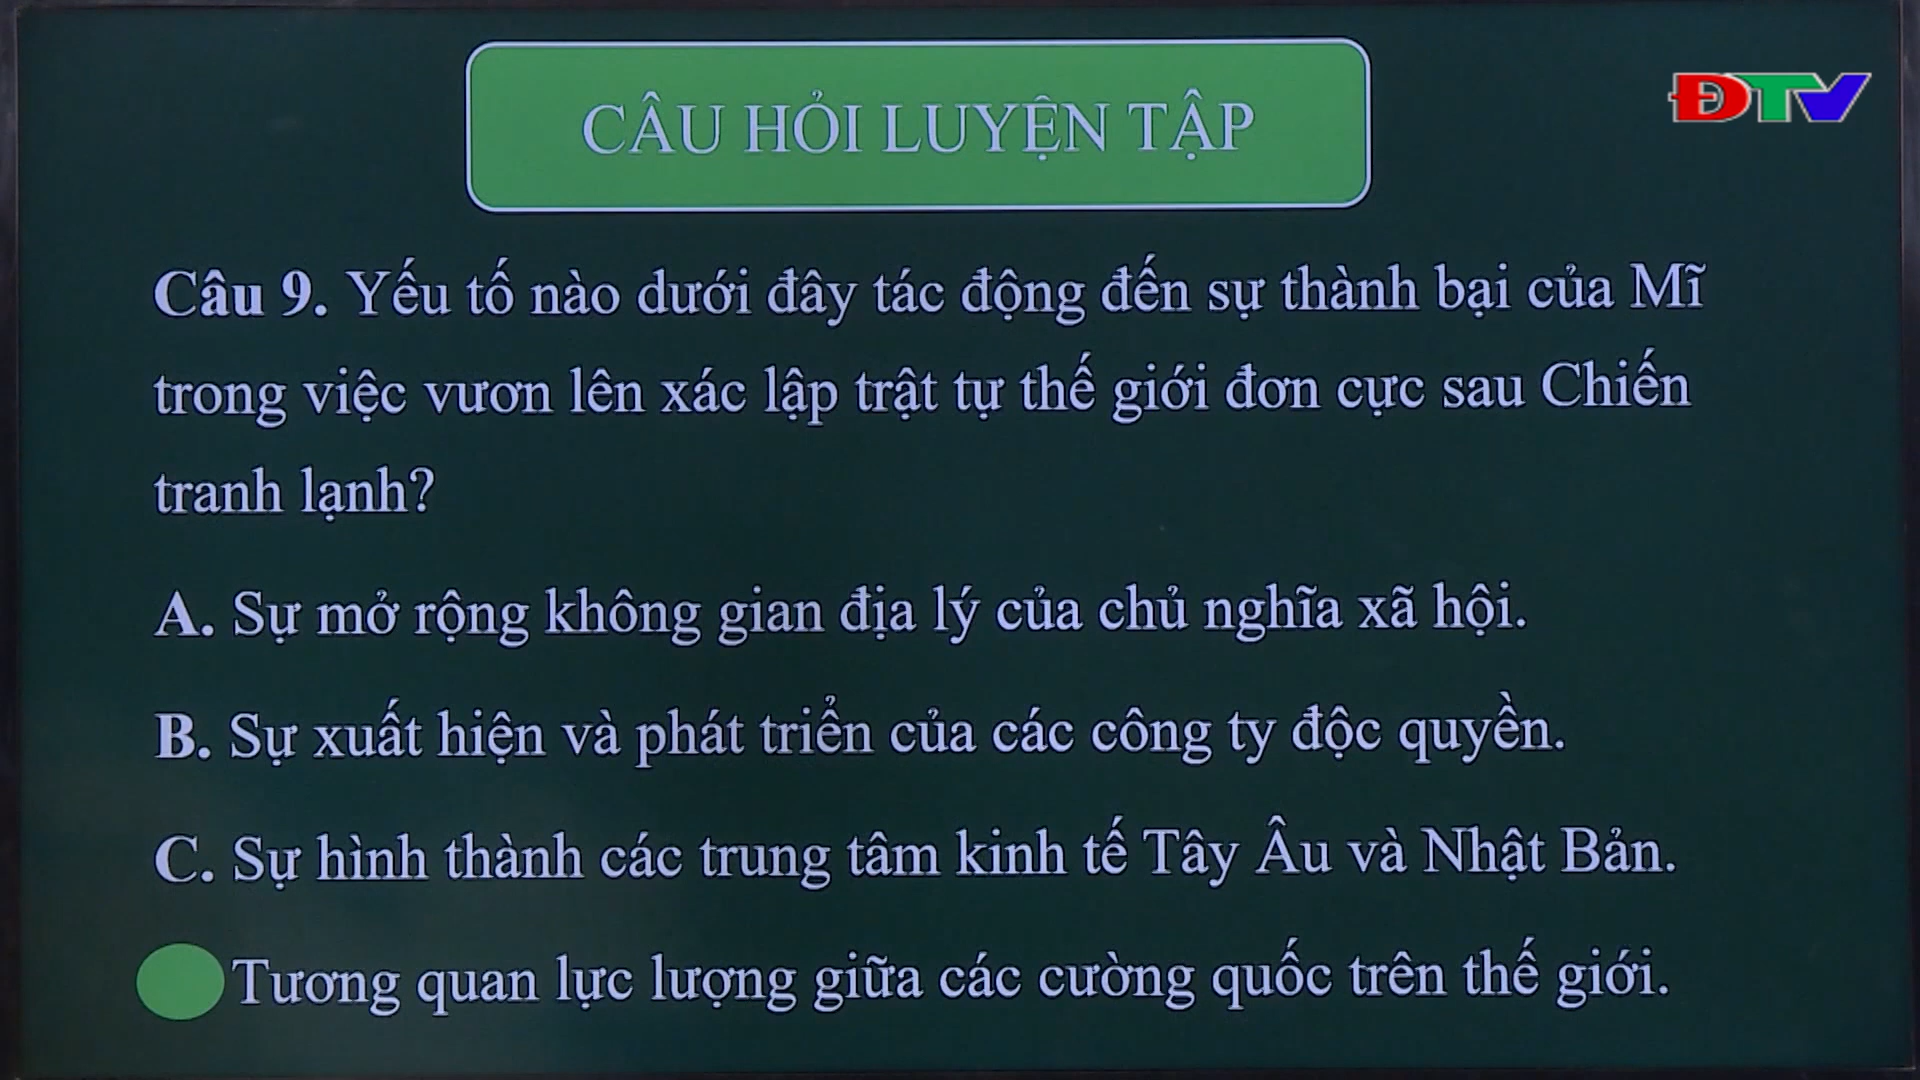 CÂU HỎI LUYỆN TẬP
ĐTV
Câu 9. Yếu tố nào dưới đây tác động đến sự thành bại của Mĩ
trong việc vươn lên xác lập trật tự thế giới đơn cực sau Chiến
tranh lạnh?
A. Sự mở rộng không gian địa lý của chủ nghĩa xã hội.
B. Sự xuất hiện và phát triển của các công ty độc quyền.
C. Sự hình thành các trung tâm kinh tế Tây Âu và Nhật Bản.
Tương quan lực lượng giữa các cường quốc trên thế giới.